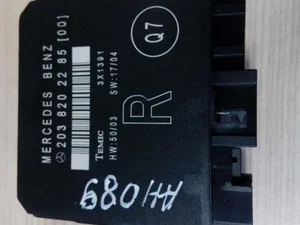 MERCEDES BENZ
203 820 22 85 [00]
TEMIC 3X1391
HW:50/03 SW:17/04
R
Q7
AH089